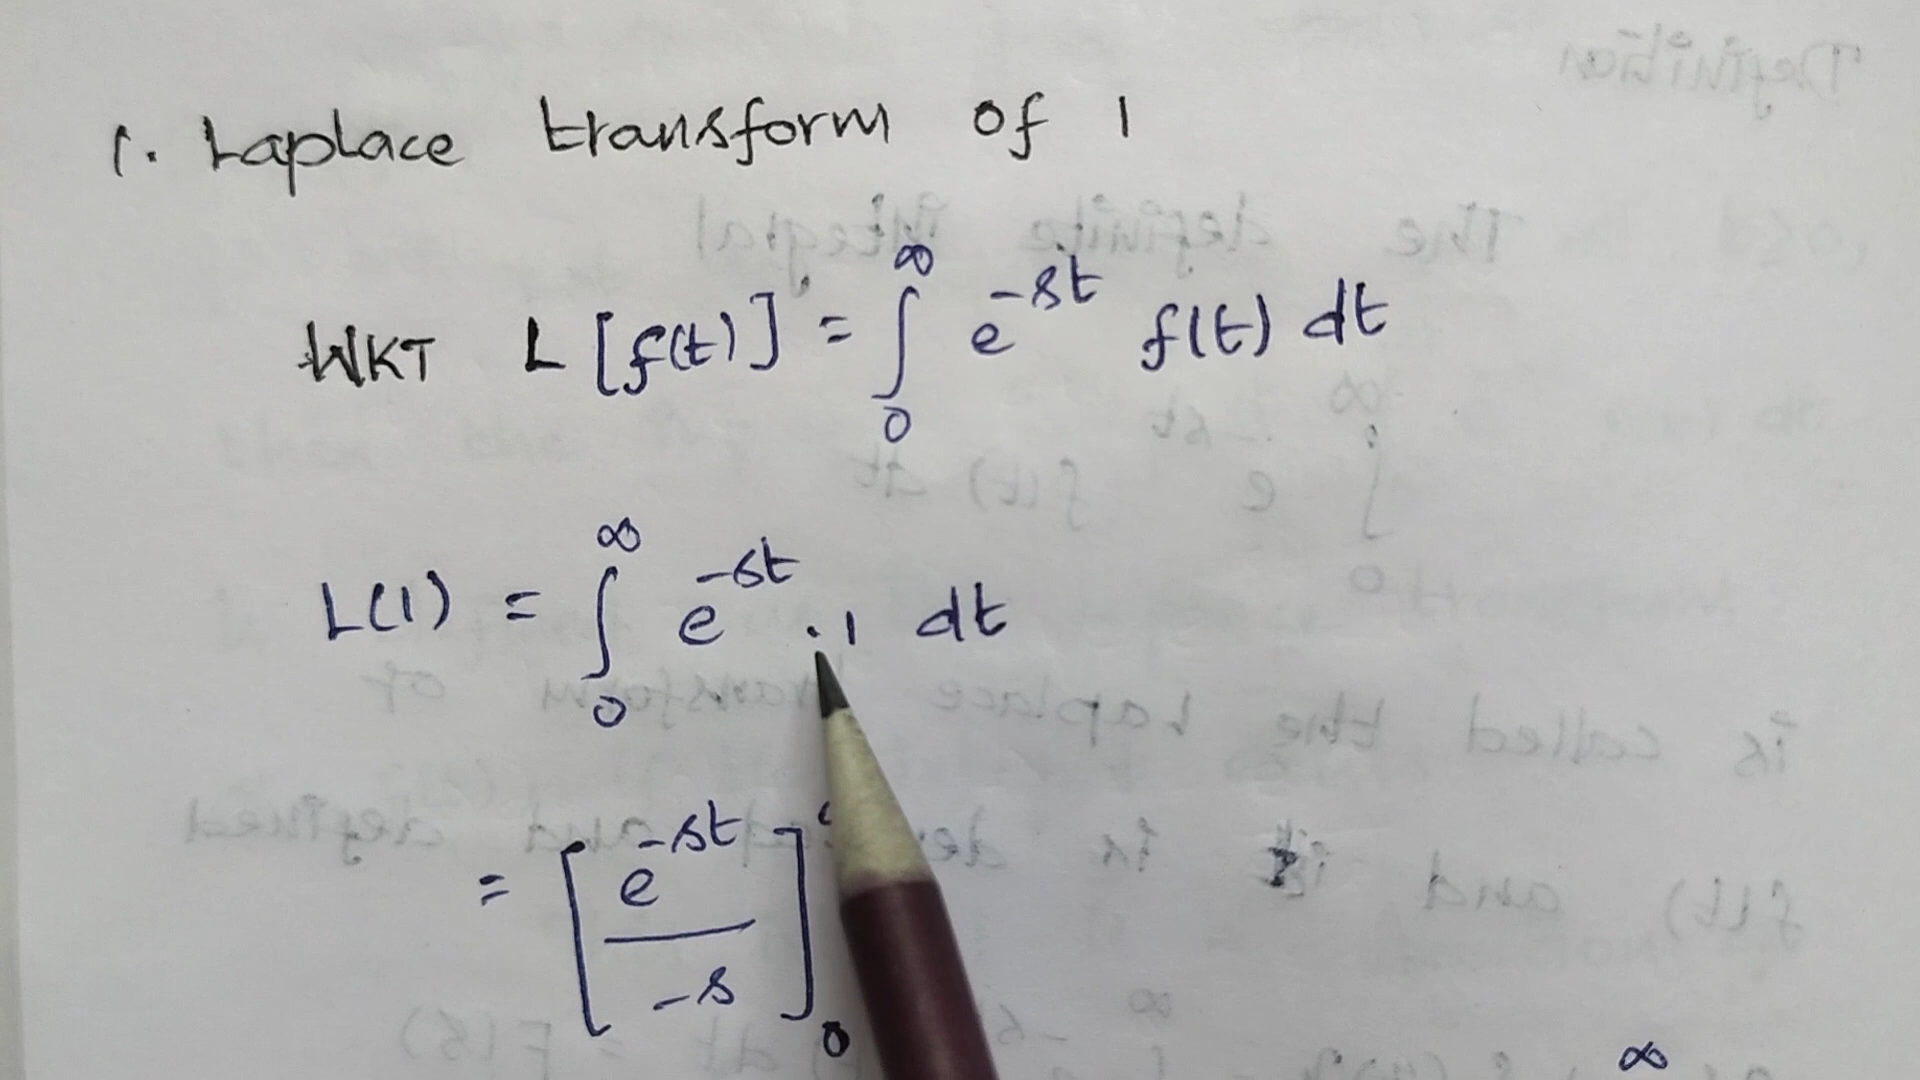 1. Laplace transform of 1
WKT L [f(t)] = ∫₀^∞ e^{-st} f(t) dt
L(1) = ∫₀^∞ e^{-st} . 1 dt
= [e^{-st} / -s]₀
∞